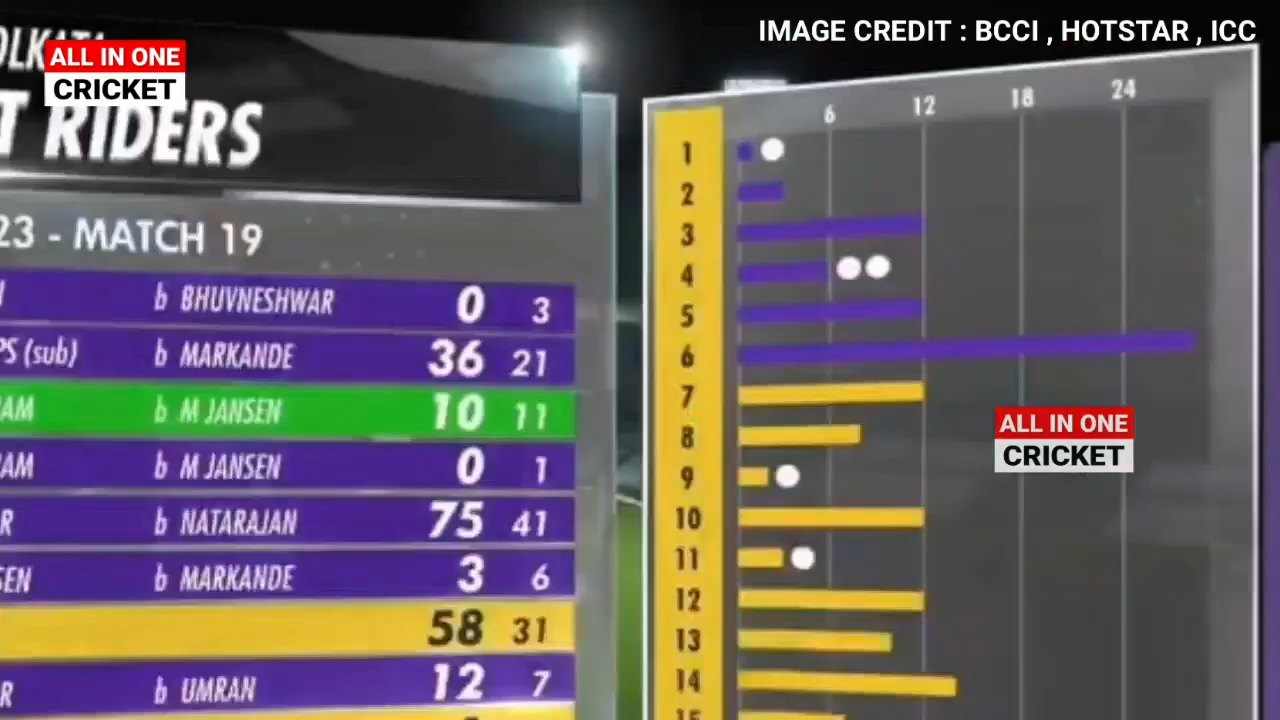 IMAGE CREDIT : BCCI , HOTSTAR , ICC
ALL IN ONE
CRICKET
RIDERS
23 - MATCH 19
b BHUVNESHWAR 0 3
PS (sub) b MARKANDE 36 21
b M JANSEN 10 11
b M JANSEN 0 1
b NATARAJAN 75 41
b MARKANDE 3 6
58 31
b UMRAN 12 7
6 12 18 24
1
2
3
4
5
6
7
8
9
10
11
12
13
14
15
ALL IN ONE
CRICKET